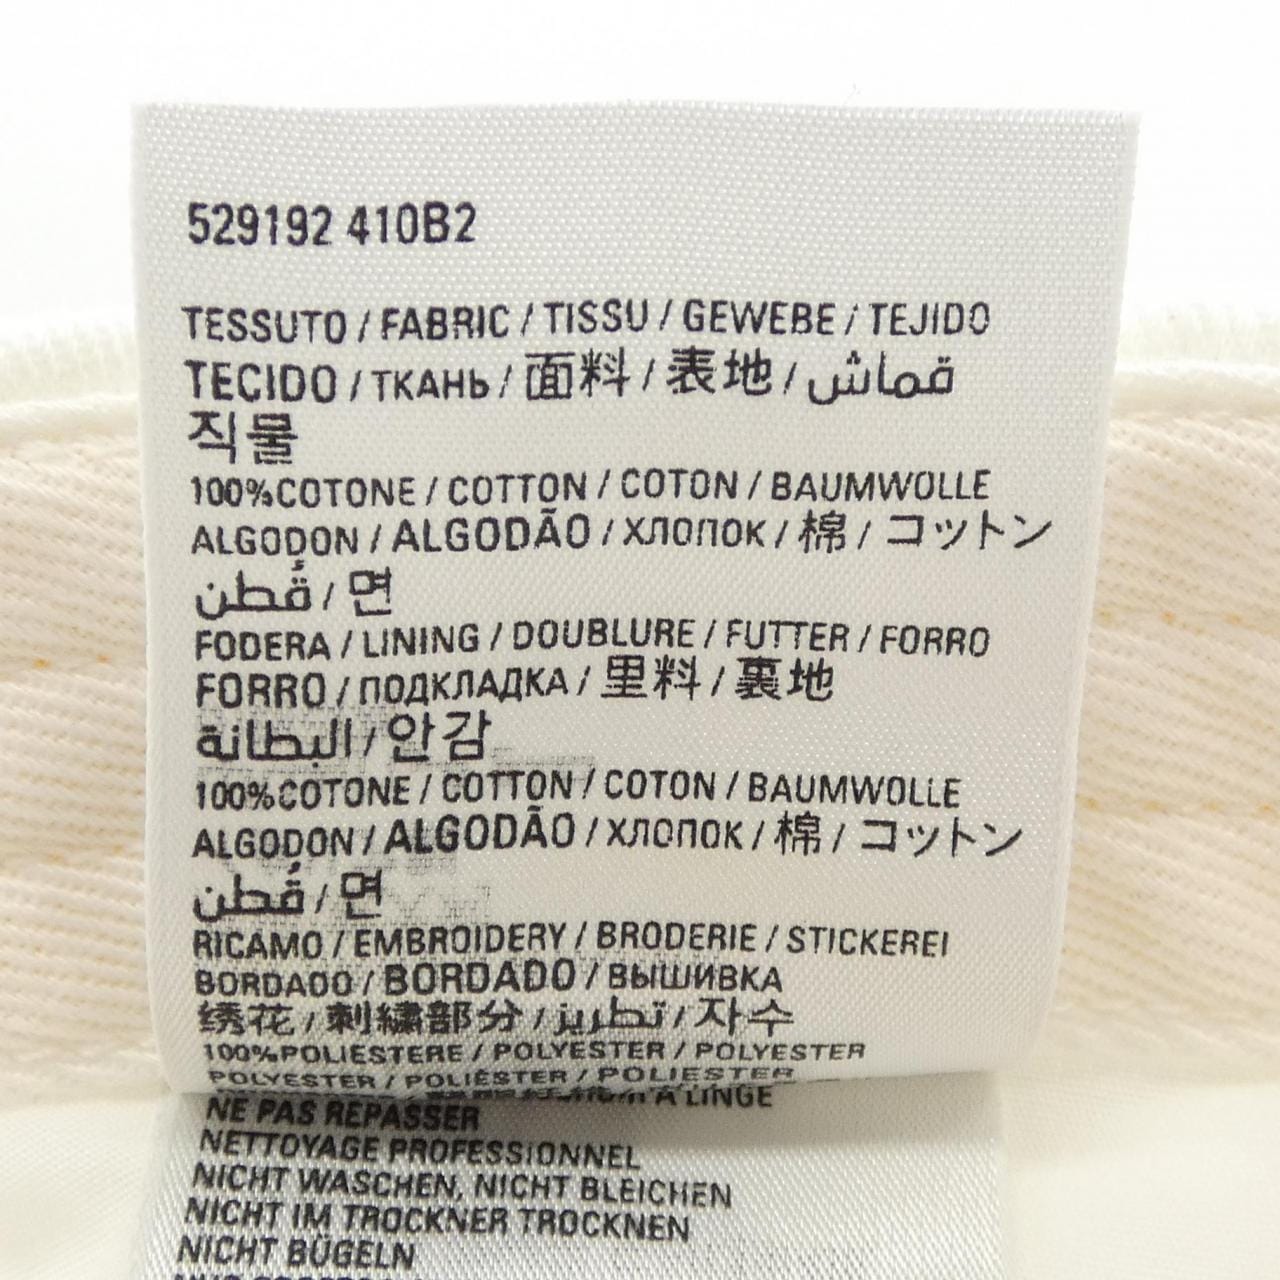 529192 410B2
TESSUTO / FABRIC / TISSU / GEWEBE / TEJIDO
TECIDO / ТКАНЬ / 面料 / 表地 / قماش
직물
100%COTONE / COTTON / COTON / BAUMWOLLE
ALGODON / ALGODÃO / ХЛОПОК / 棉 / コットン
قُطن / 면
FODERA / LINING / DOUBLURE / FUTTER / FORRO
FORRO / ПОДКЛАДКА / 里料 / 裏地
البطانة / 안감
100%COTONE / COTTON / COTON / BAUMWOLLE
ALGODON / ALGODÃO / ХЛОПОК / 棉 / コットン
قُطن / 면
RICAMO / EMBROIDERY / BRODERIE / STICKEREI
BORDADO / BORDADO / ВЫШИВКА
绣花 / 刺繍部分 / تطريز / 자수
100%POLIESTERE / POLYESTER / POLYESTER
POLYESTER / POLIÉSTER / POLIESTER
A LINGE
NE PAS REPASSER
NETTOYAGE PROFESSIONNEL
NICHT WASCHEN, NICHT BLEICHEN
NICHT IM TROCKNER TROCKNEN
NICHT BÜGELN